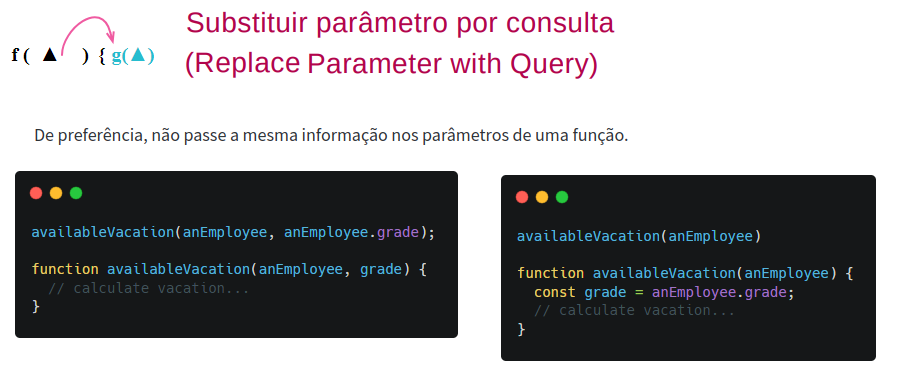 Substituir parâmetro por consulta
(Replace Parameter with Query)
f ( ▲ ) { g(▲)
De preferência, não passe a mesma informação nos parâmetros de uma função.
availableVacation(anEmployee, anEmployee.grade);
function availableVacation(anEmployee, grade) {
// calculate vacation...
}
availableVacation(anEmployee)
function availableVacation(anEmployee) {
const grade = anEmployee.grade;
// calculate vacation...
}